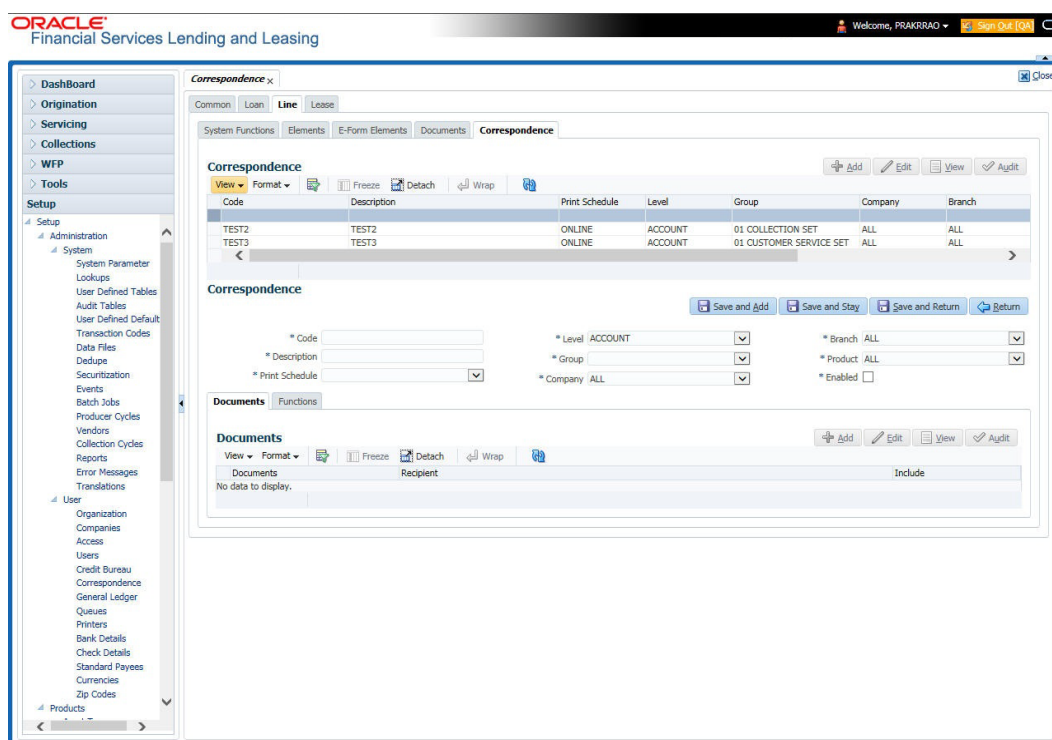 ORACLE
Financial Services Lending and Leasing
Welcome, PRAKRRAO
Sign Out [QA]
DashBoard
Origination
Servicing
Collections
WFP
Tools
Setup
Setup
Administration
System
System Parameter
Lookups
User Defined Tables
Audit Tables
User Defined Default
Transaction Codes
Data Files
Dedupe
Securitization
Events
Batch Jobs
Producer Cycles
Vendors
Collection Cycles
Reports
Error Messages
Translations
User
Organization
Companies
Access
Users
Credit Bureau
Correspondence
General Ledger
Queues
Printers
Bank Details
Check Details
Standard Payees
Currencies
Zip Codes
Products
Correspondence x
Close
Common Loan Line Lease
System Functions Elements E-Form Elements Documents Correspondence
Correspondence
Add Edit View Audit
View Format Freeze Detach Wrap
Code Description Print Schedule Level Group Company Branch
TEST2 TEST2 ONLINE ACCOUNT 01 COLLECTION SET ALL ALL
TEST3 TEST3 ONLINE ACCOUNT 01 CUSTOMER SERVICE SET ALL ALL
Correspondence
Save and Add Save and Stay Save and Return Return
* Code * Level ACCOUNT * Branch ALL
* Description * Group * Product ALL
* Print Schedule * Company ALL * Enabled
Documents Functions
Documents
Add Edit View Audit
View Format Freeze Detach Wrap
Documents Recipient Include
No data to display.